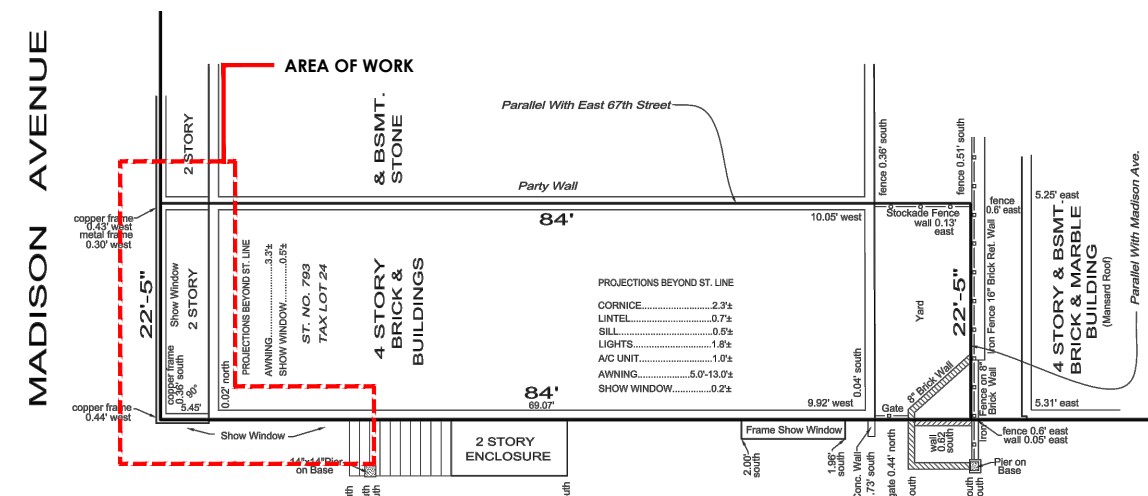 MADISON AVENUE
AREA OF WORK
2 STORY
& BSMT.
STONE
Parallel With East 67th Street
Party Wall
84'
10.05' west
fence 0.36' south
fence 0.51' south
Stockade Fence
wall 0.13'
east
fence
0.6' east
5.25' east
4 STORY & BSMT.
BRICK & MARBLE
BUILDING
(Mansard Roof)
Parallel With Madison Ave.
copper frame
0.43' west
metal frame
0.30' west
22'-5"
Show Window
2 STORY
copper frame
0.36' south
90°
5.45'
0.02' north
PROJECTIONS BEYOND ST. LINE
AWNING..............3.3'±
SHOW WINDOW.....0.5'±
ST. NO. 793
TAX LOT 24
4 STORY
BRICK &
BUILDINGS
PROJECTIONS BEYOND ST. LINE
CORNICE.........................2.3'±
LINTEL............................0.7'±
SILL.................................0.5'±
LIGHTS...........................1.8'±
A/C UNIT.........................1.0'±
AWNING....................5.0'-13.0'±
SHOW WINDOW.............0.2'±
Yard
22'-5"
Iron Fence 16" Brick Ret. Wall
8" Brick Wall
Iron Fence on 8"
Brick Wall
0.04' south
84'
69.07'
9.92' west
Gate
5.31' east
copper frame
0.44' west
Show Window
14"x14"Pier
on Base
2 STORY
ENCLOSURE
Frame Show Window
2.00'
south
1.96'
south
Conc. Wall
.73' south
gate 0.44' north
wall
0.62
south
fence 0.6' east
wall 0.05' east
Pier on
Base